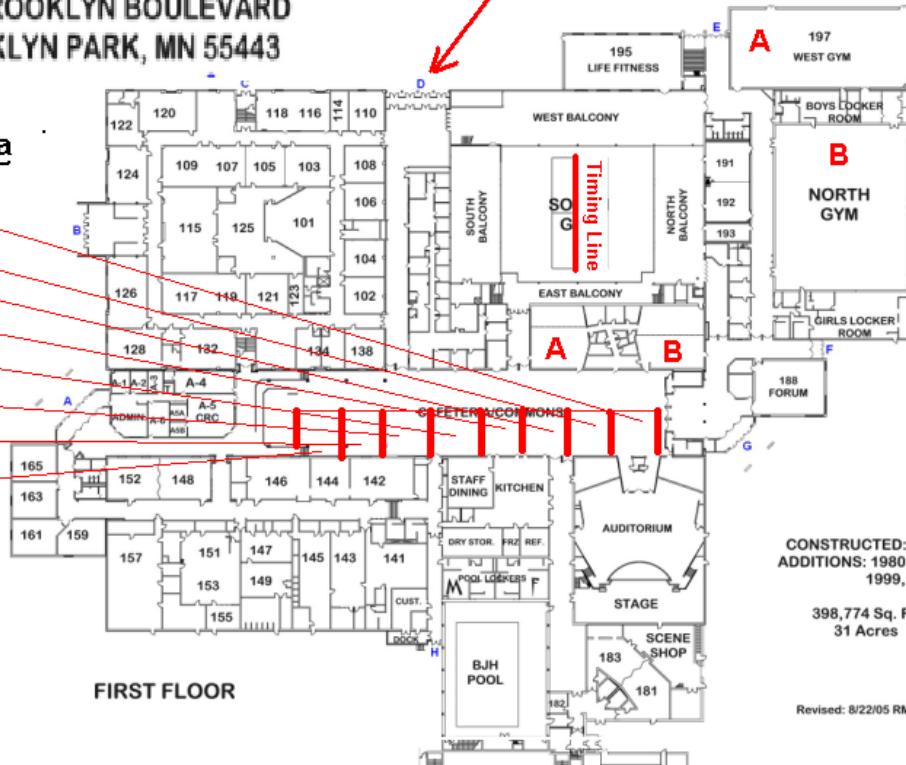 ROOKLYN BOULEVARD
KLYN PARK, MN 55443
a
A
197
WEST GYM
E
195
LIFE FITNESS
D
C
BOYS LOCKER
ROOM
122
120
118
116
114
110
WEST BALCONY
B
NORTH
GYM
124
109
107
105
103
108
106
191
192
193
SOUTH
BALCONY
SO
G
Timing Line
NORTH
BALCONY
115
125
101
B
104
126
117
119
121
123
102
EAST BALCONY
GIRLS LOCKER
ROOM
128
132
134
138
A
B
F
A-1
A-2
A-3
A-4
188
FORUM
A
ADMIN
A-6
A5A
A5B
A-5
CRC
CAFETERIA/COMMONS
G
165
163
161
159
152
148
146
144
142
STAFF
DINING
KITCHEN
AUDITORIUM
157
151
153
155
147
149
145
143
141
DRY STOR.
FRZ
REF.
POOL LOCKERS
M
F
CUST.
DOCK
H
STAGE
CONSTRUCTED:
ADDITIONS: 1980
1999,
398,774 Sq. F
31 Acres
BJH
POOL
SCENE
SHOP
183
181
182
FIRST FLOOR
Revised: 8/22/05 RM